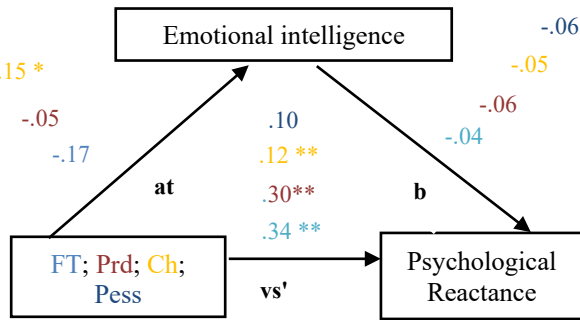 Emotional intelligence
-.06
.15 *
-.05
-.05
-.06
-.17
.10
-.04
.12 **
at
.30**
b
.34 **
FT; Prd; Ch;
Pess
vs'
Psychological
Reactance